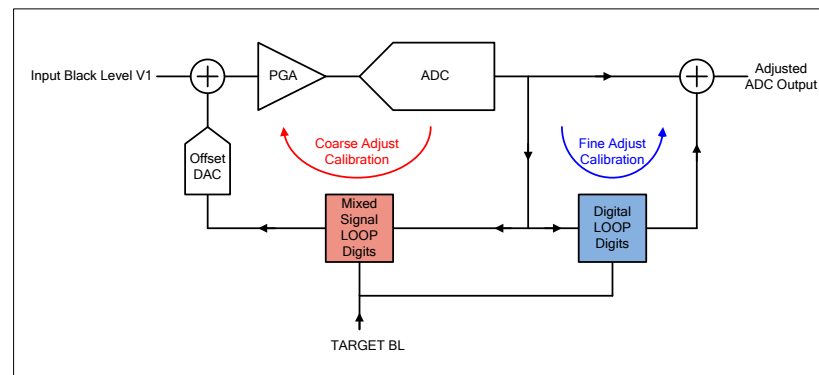 Input Black Level V1
PGA
ADC
Adjusted
ADC Output
Coarse Adjust
Calibration
Fine Adjust
Calibration
Offset
DAC
Mixed
Signal
LOOP
Digits
Digital
LOOP
Digits
TARGET BL